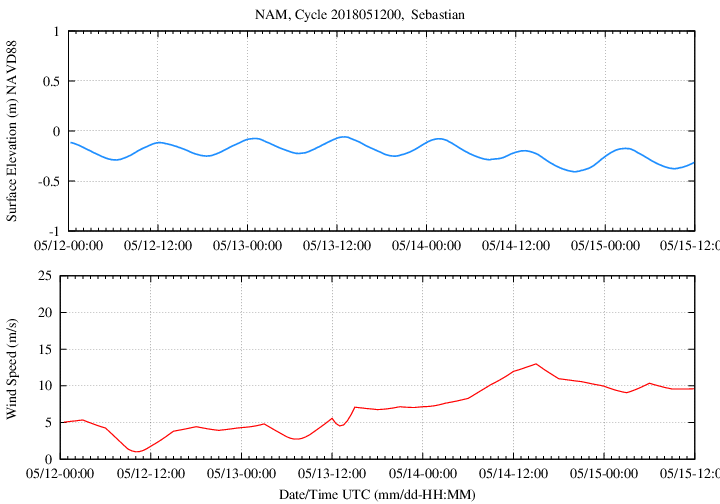 NAM, Cycle 2018051200,  Sebastian
Surface Elevation (m) NAVD88
1
0.5
0
-0.5
-1
05/12-00:00 05/12-12:00 05/13-00:00 05/13-12:00 05/14-00:00 05/14-12:00 05/15-00:00 05/15-12:0
Wind Speed (m/s)
25
20
15
10
5
0
05/12-00:00 05/12-12:00 05/13-00:00 05/13-12:00 05/14-00:00 05/14-12:00 05/15-00:00 05/15-12:0
Date/Time UTC (mm/dd-HH:MM)